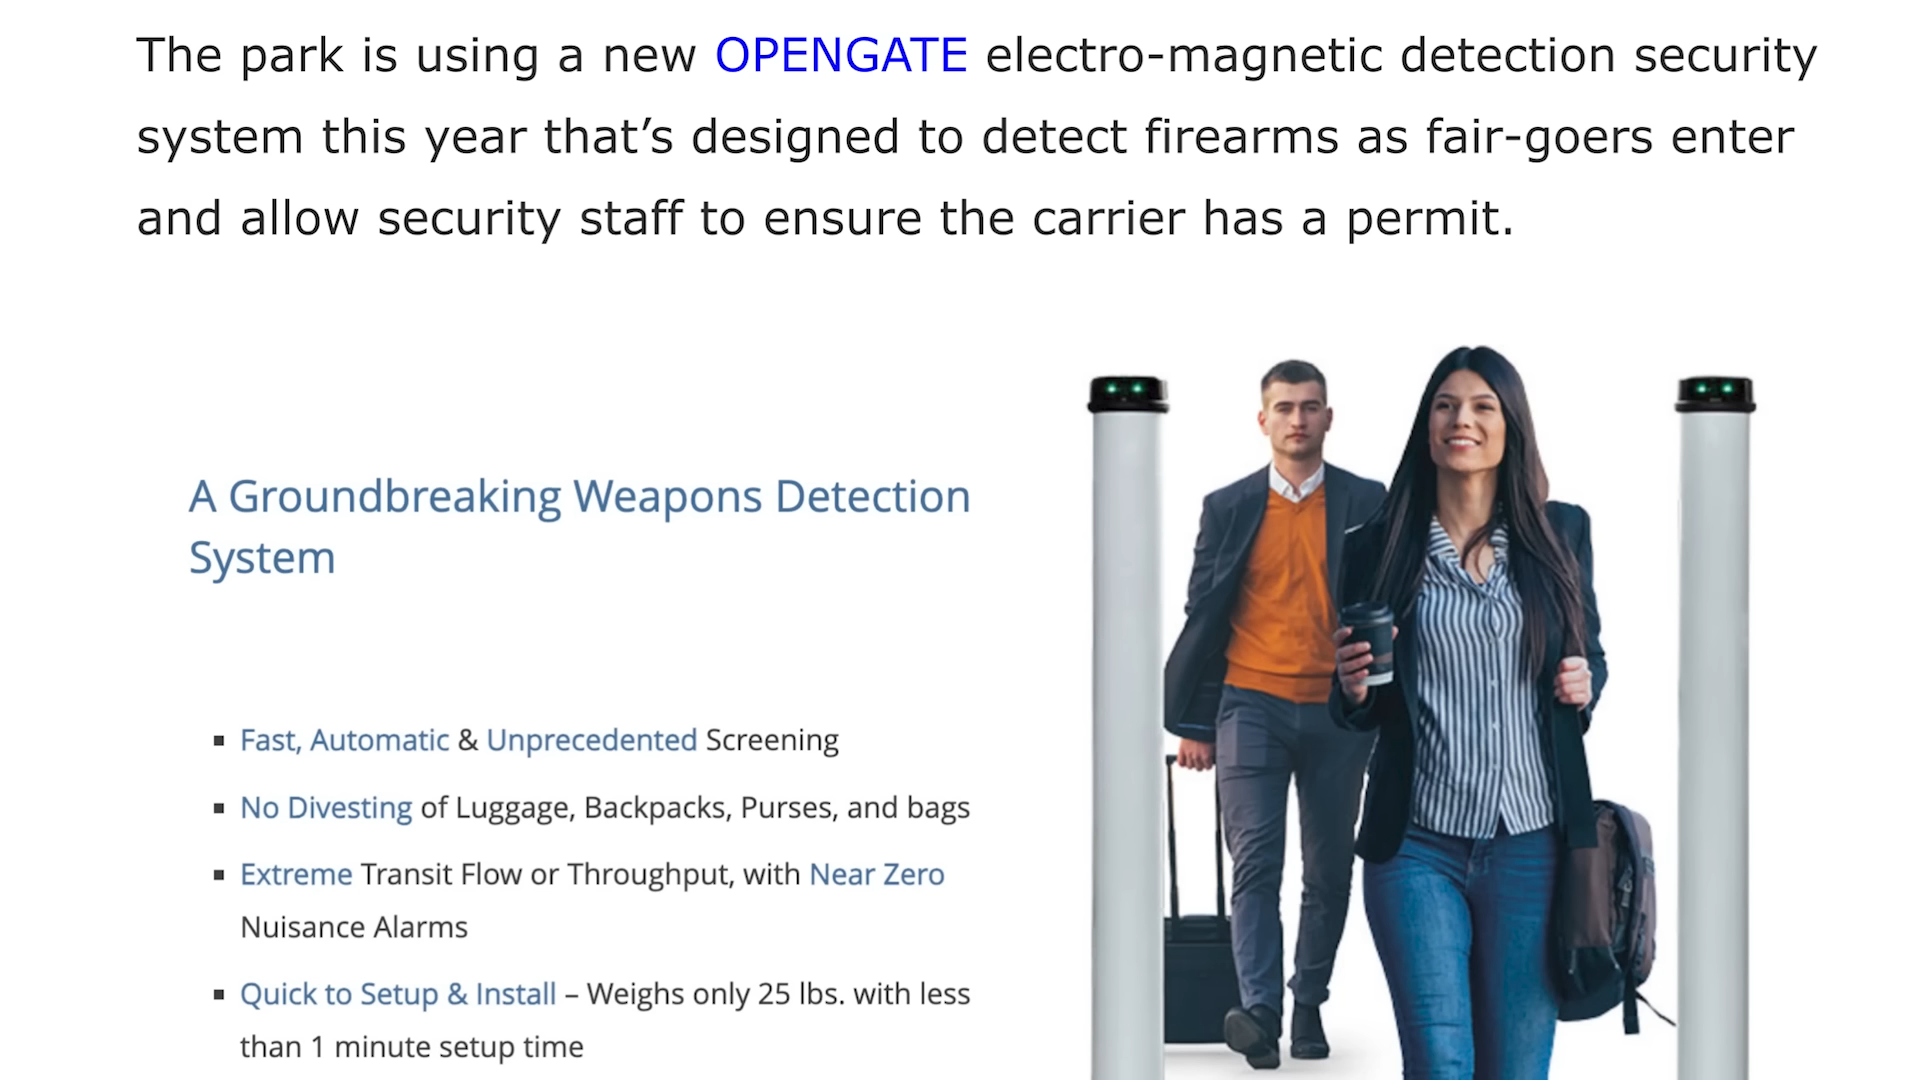 The park is using a new OPENGATE electro-magnetic detection security
system this year that’s designed to detect firearms as fair-goers enter
and allow security staff to ensure the carrier has a permit.
A Groundbreaking Weapons Detection
System
▪ Fast, Automatic & Unprecedented Screening
▪ No Divesting of Luggage, Backpacks, Purses, and bags
▪ Extreme Transit Flow or Throughput, with Near Zero
Nuisance Alarms
▪ Quick to Setup & Install – Weighs only 25 lbs. with less
than 1 minute setup time